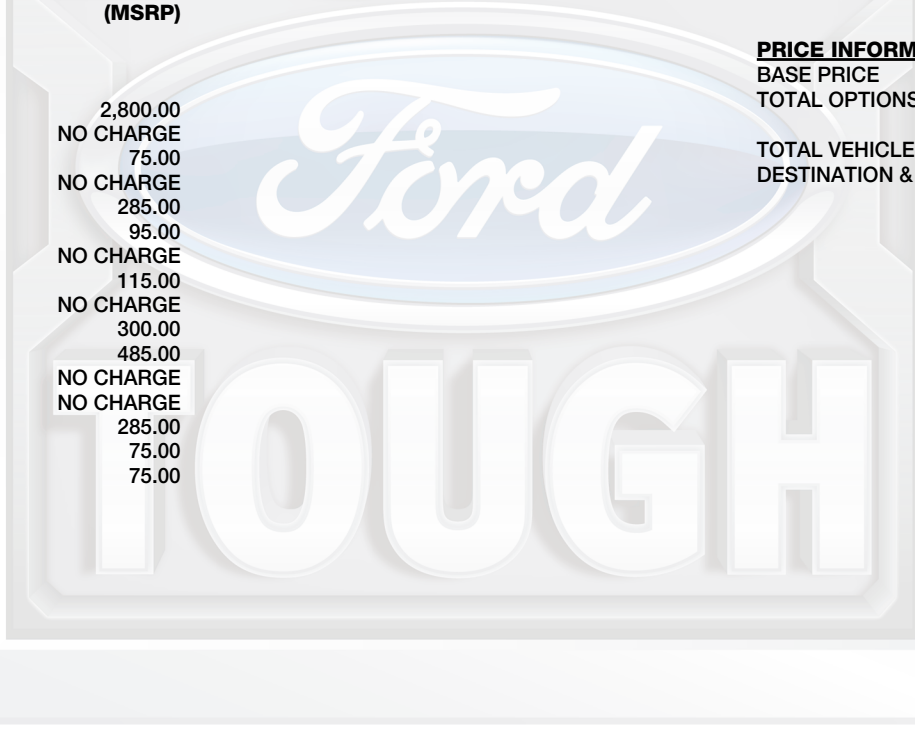 (MSRP)
2,800.00
NO CHARGE
75.00
NO CHARGE
285.00
95.00
NO CHARGE
115.00
NO CHARGE
300.00
485.00
NO CHARGE
NO CHARGE
285.00
75.00
75.00
PRICE INFORM
BASE PRICE
TOTAL OPTIONS
TOTAL VEHICLE
DESTINATION &
Ford
TOUGH